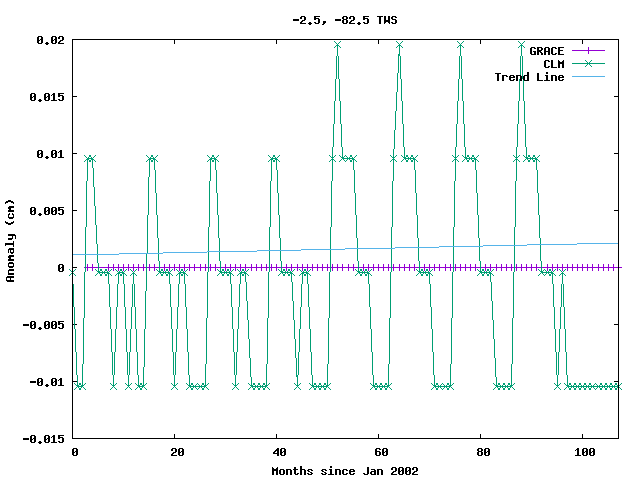 -2.5, -82.5 TWS
0.02
0.015
0.01
0.005
0
-0.005
-0.01
-0.015
Anomaly (cm)
GRACE
CLM
Trend Line
0 20 40 60 80 100
Months since Jan 2002